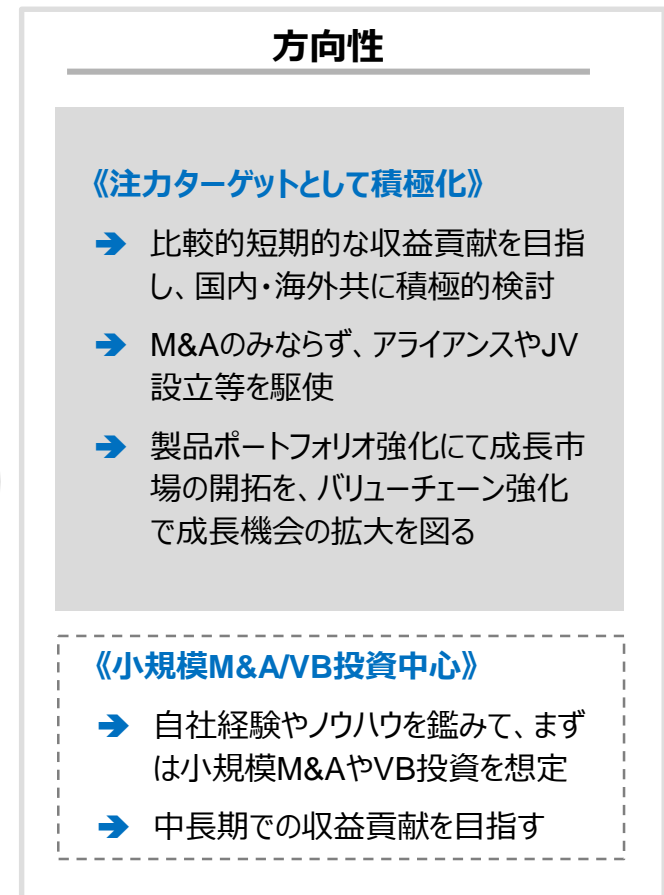 方向性
《注力ターゲットとして積極化》
➔ 比較的短期的な収益貢献を目指
し、国内・海外共に積極的検討
➔ M&Aのみならず、アライアンスやJV
設立等を駆使
➔ 製品ポートフォリオ強化にて成長市
場の開拓を、バリューチェーン強化
で成長機会の拡大を図る
《小規模M&A/VB投資中心》
➔ 自社経験やノウハウを鑑みて、まず
は小規模M&AやVB投資を想定
➔ 中長期での収益貢献を目指す